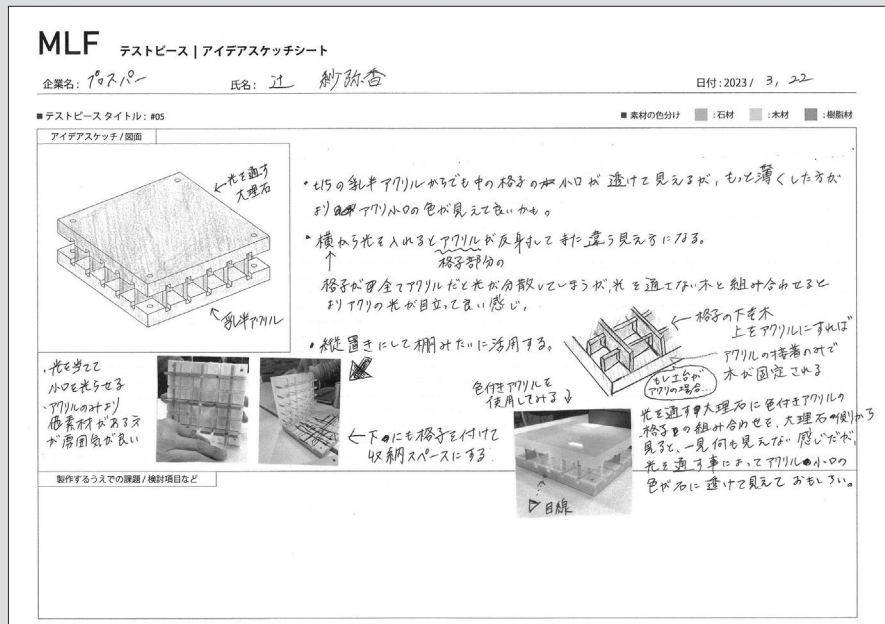 MLF テストピース | アイデアスケッチシート
企業名: プロスパー 氏名: 辻 紗弥香 日付: 2023 / 3, 22
■ テストピース タイトル: #05 ■ 素材の色分け :石材 :木材 :樹脂材
アイデアスケッチ / 図面
←光を通す
大理石
乳半アクリル
・t15の乳半アクリルからでも中の格子の小口が透けて見えるが、もっと薄くした方が
より アクリ小口の色が見えて良いかも。
・横から光を入れるとアクリルが反射してまた違う見え方になる。
↑ 格子部分の
格子が全てアクリルだと光が分散してしまうが、光を通さない木と組み合わせると
よりアクリの光が目立って良い感じ。
・縦置きにして棚みたいに活用する。
← 格子の下を木
上をアクリルにすれば
アクリルの接着のみで
木が固定される
もし土台が
アクリの場合...
・光を当てて
小口を光らせる
・アクリルのみより
他素材がある方
が雰囲気が良い
←下にも格子を付けて
収納スペースにする
色付きアクリルを
使用してみる
目線
光を通す大理石に色付きアクリルの
格子の組み合わせを、大理石側から
見ると、一見何も見えない感じだが、
光を通す事によってアクリル小口の
色が石に透けて見えて おもしろい。
製作するうえでの課題 / 検討項目など